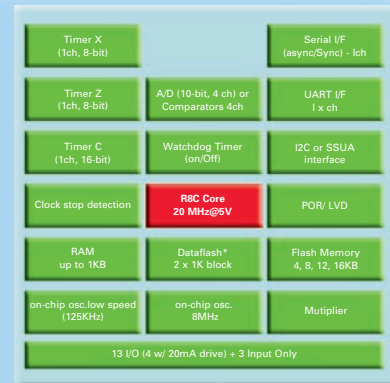 Timer X
(1ch, 8-bit)
Serial I/F
(async/Sync) - Ich
Timer Z
(1ch, 8-bit)
A/D (10-bit, 4 ch) or
Comparators 4ch
UART I/F
I x ch
Timer C
(1ch, 16-bit)
Watchdog Timer
(on/Off)
I2C or SSUA
interface
Clock stop detection
R8C Core
20 MHz@5V
POR/ LVD
RAM
up to 1KB
Dataflash*
2 x 1K block
Flash Memory
4, 8, 12, 16KB
on-chip osc.low speed
(125KHz)
on-chip osc.
8MHz
Mutiplier
13 I/O (4 w/ 20mA drive) + 3 Input Only